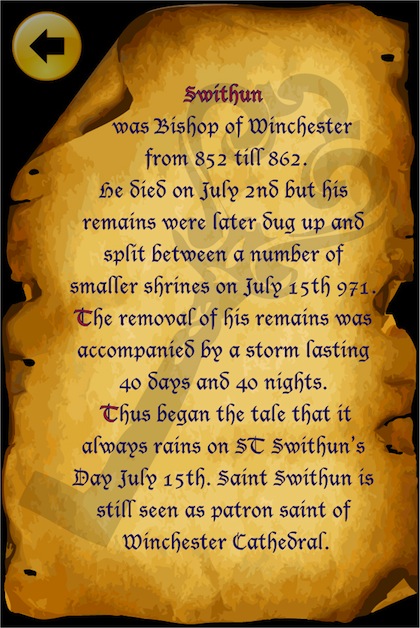 Swithun
was Bishop of Winchester
from 852 till 862.
He died on July 2nd but his
remains were later dug up and
split between a number of
smaller shrines on July 15th 971.
The removal of his remains was
accompanied by a storm lasting
40 days and 40 nights.
Thus began the tale that it
always rains on ST Swithun's
Day July 15th. Saint Swithun is
still seen as patron saint of
Winchester Cathedral.